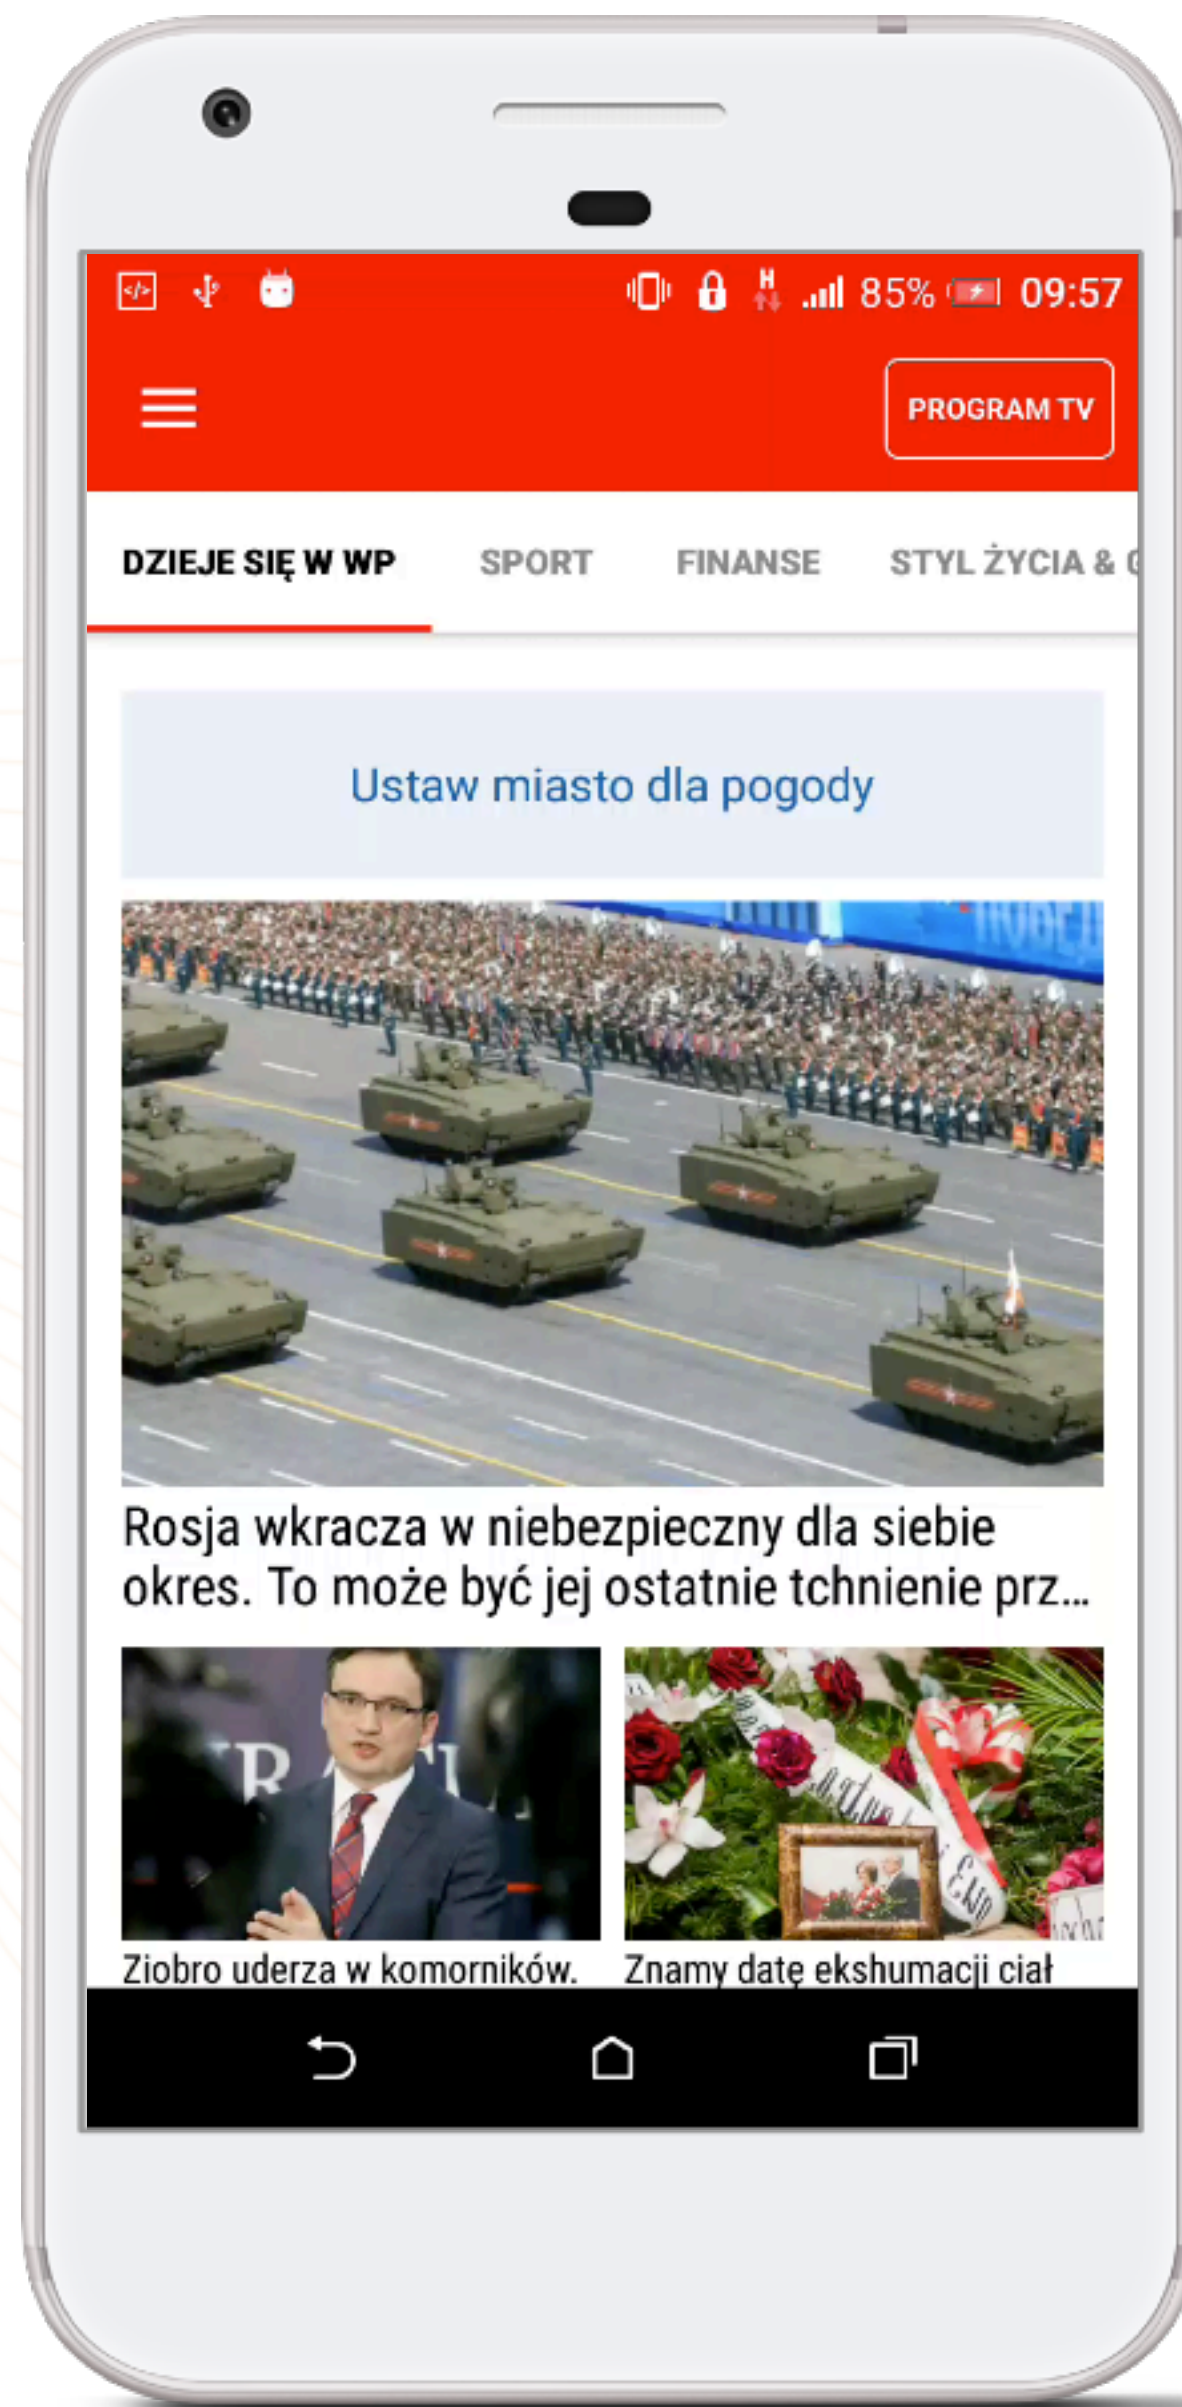 85% 09:57
PROGRAM TV
DZIEJE SIĘ W WP SPORT FINANSE STYL ŻYCIA & G
Ustaw miasto dla pogody
Rosja wkracza w niebezpieczny dla siebie
okres. To może być jej ostatnie tchnienie prz...
Ziobro uderza w komorników.
Znamy datę ekshumacji ciał